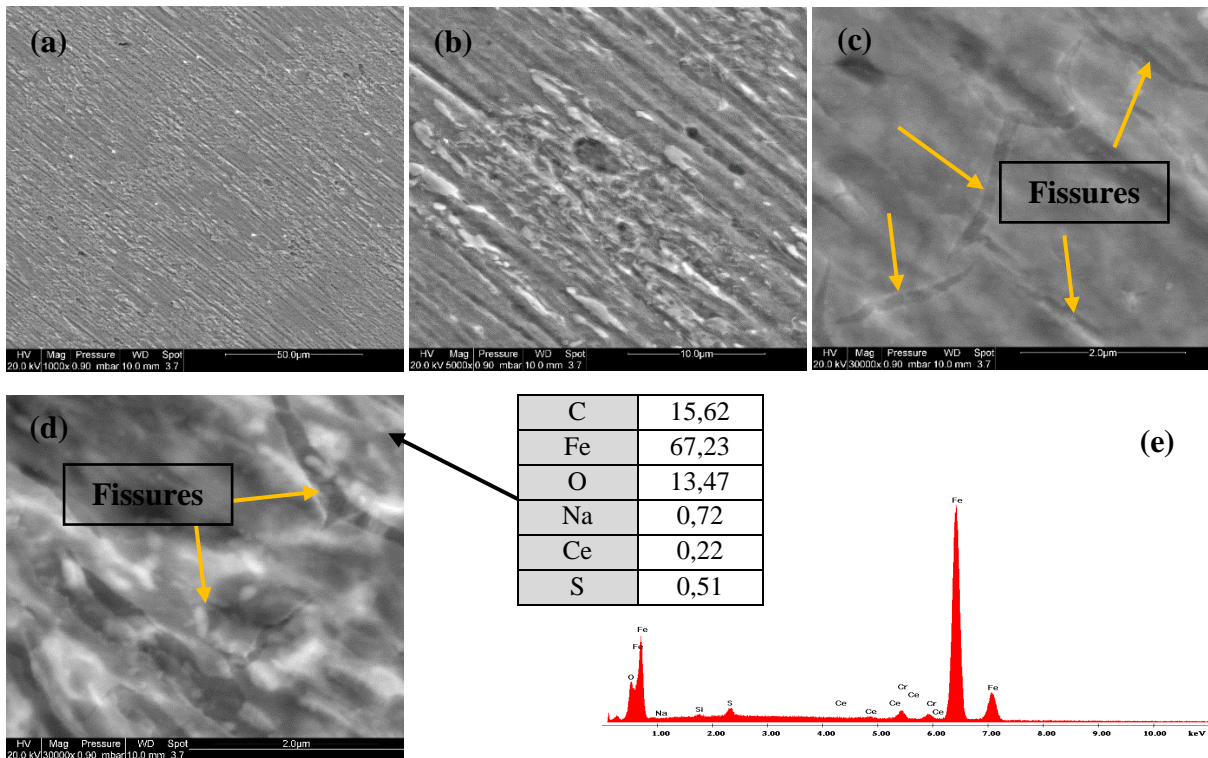 (a)
HV Mag Pressure WD Spot 50.0µm
20.0 kV 1000x 0.90 mbar 10.0 mm 3.7
(b)
HV Mag Pressure WD Spot 10.0µm
20.0 kV 5000x 0.90 mbar 10.0 mm 3.7
(c)
Fissures
HV Mag Pressure WD Spot 2.0µm
20.0 kV 30000x 0.90 mbar 10.0 mm 3.7
(d)
Fissures
HV Mag Pressure WD Spot 2.0µm
20.0 kV 30000x 0.90 mbar 10.0 mm 3.7
C 15,62
Fe 67,23
O 13,47
Na 0,72
Ce 0,22
S 0,51
(e)
Fe
Fe
Fe
O
Na
Si
S
Ce
Ce
Ce
Cr
Ce
Cr
Ce
Fe
1.00 2.00 3.00 4.00 5.00 6.00 7.00 8.00 9.00 10.00 keV